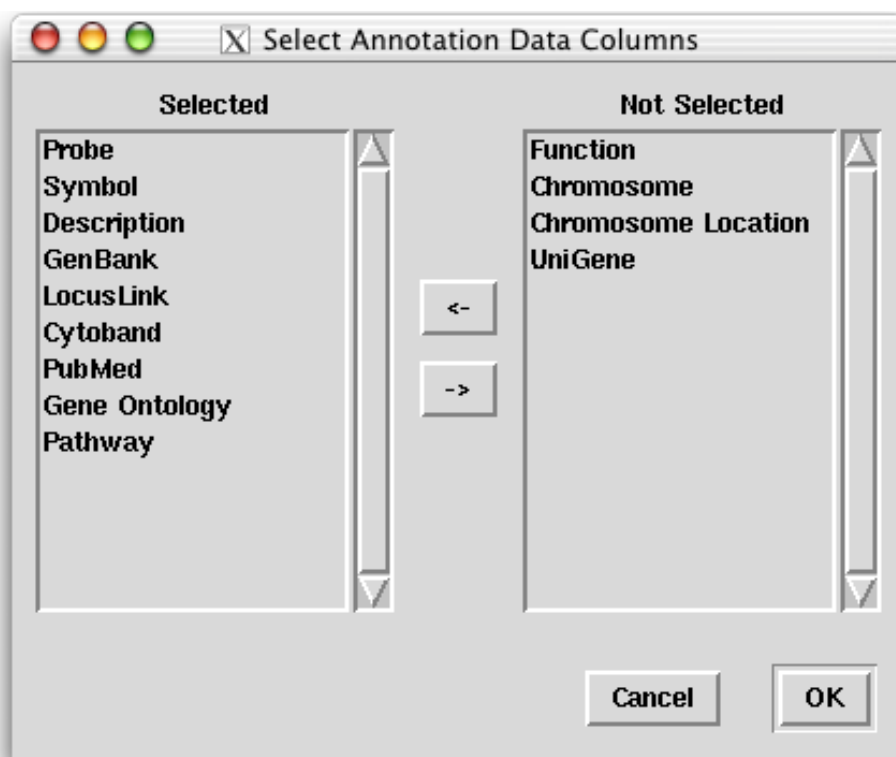 Select Annotation Data Columns
Selected
Probe
Symbol
Description
GenBank
LocusLink
Cytoband
PubMed
Gene Ontology
Pathway
<-
->
Not Selected
Function
Chromosome
Chromosome Location
UniGene
Cancel
OK